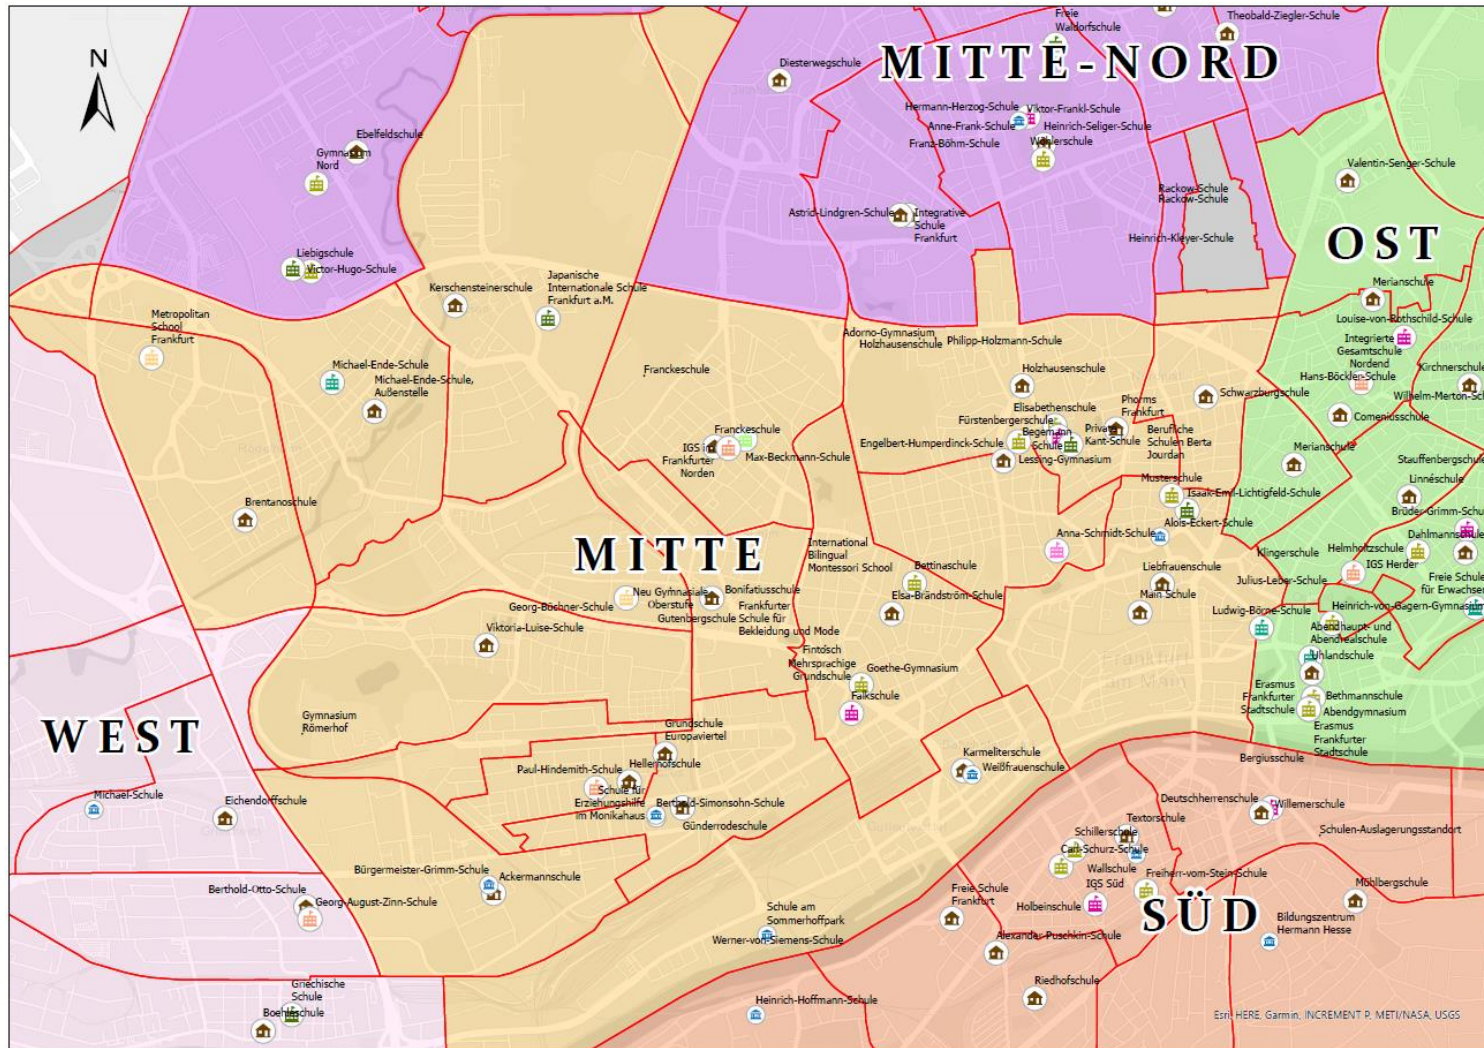 N
MITTE-NORD
Freie
Waldorfschule
Theobald-Ziegler-Schule
Diesterwegschule
Hermann-Herzog-Schule
Viktor-Frankl-Schule
Anne-Frank-Schule
Heinrich-Seliger-Schule
Franz-Böhm-Schule
Wöhlerschule
Ebelfeldschule
Gymnasium
Nord
Valentin-Senger-Schule
Rackow-Schule
Rackow-Schule
Astrid-Lindgren-Schule
Integrative
Schule
Frankfurt
Heinrich-Kleyer-Schule
OST
Liebigschule
Victor-Hugo-Schule
Kerschensteinerschule
Japanische
Internationale Schule
Frankfurt a.M.
Merianschule
Metropolitan
School
Frankfurt
Louise-von-Rothschild-Schule
Adorno-Gymnasium
Holzhausenschule
Philipp-Holzmann-Schule
Integrierte
Gesamtschule
Nordend
Hans-Böckler-Schule
Kirchnerschule
Michael-Ende-Schule
Michael-Ende-Schule,
Außenstelle
Franckeschule
Holzhausenschule
Schwarzburgschule
Wilhelm-Merton-Sch
Comeniusschule
Elisabethenschule
Phorms
Frankfurt
Fürstenbergerschule
Begemann
Schule
Private
Kant-Schule
Berufliche
Schulen Berta
Jourdan
Engelbert-Humperdinck-Schule
Lessing-Gymnasium
Franckeschule
IGS im
Frankfurter
Norden
Max-Beckmann-Schule
Merianschule
Stauffenbergschule
Linnéschule
Musterschule
Isaak-Emil-Lichtigfeld-Schule
Brentanoschule
Brüder-Grimm-Schu
Alois-Eckert-Schule
Anna-Schmidt-Schule
Dahlmannschule
MITTE
International
Bilingual
Montessori School
Klingerschule
Helmholtzschule
IGS Herder
Bettinaschule
Liebfrauenschule
Julius-Leber-Schule
Freie Schule
für Erwachsen
Neu Gymnasiale
Oberstufe
Bonifatiusschule
Georg-Büchner-Schule
Elsa-Brändström-Schule
Main Schule
Gutenbergschule
Frankfurter
Schule für
Bekleidung und Mode
Ludwig-Börne-Schule
Heinrich-von-Gagern-Gymnasium
Abendhaupt- und
Abendrealschule
Viktoria-Luise-Schule
Fintosch
Mehrsprachige
Grundschule
Goethe-Gymnasium
Uhlandschule
Frankfurt
am Main
Falkschule
Erasmus
Frankfurter
Stadtschule
Bethmannschule
Abendgymnasium
Erasmus
Frankfurter
Stadtschule
WEST
Gymnasium
Römerhof
Grundschule
Europaviertel
Karmeliterschule
Weißfrauenschule
Bergiusschule
Hellerhofschule
Paul-Hindemith-Schule
Schule für
Erziehungshilfe
im Monikahaus
Berthold-Simonsohn-Schule
Günderrodeschule
Michael-Schule
Eichendorffschule
Deutschherrenschule
Willemerschule
Textorschule
Schulen-Auslagerungsstandort
Schillerschule
Carl-Schurz-Schule
Bürgermeister-Grimm-Schule
Ackermannschule
Wallschule
IGS Süd
Freiherr-vom-Stein-Schule
Mühlbergschule
Berthold-Otto-Schule
Georg-August-Zinn-Schule
Freie Schule
Frankfurt
Holbeinschule
SÜD
Schule am
Sommerhoffpark
Bildungszentrum
Hermann Hesse
Werner-von-Siemens-Schule
Alexander-Puschkin-Schule
Griechische
Schule
Riedhofschule
Boehleschule
Heinrich-Hoffmann-Schule
Esri, HERE, Garmin, INCREMENT P, METI/NASA, USGS